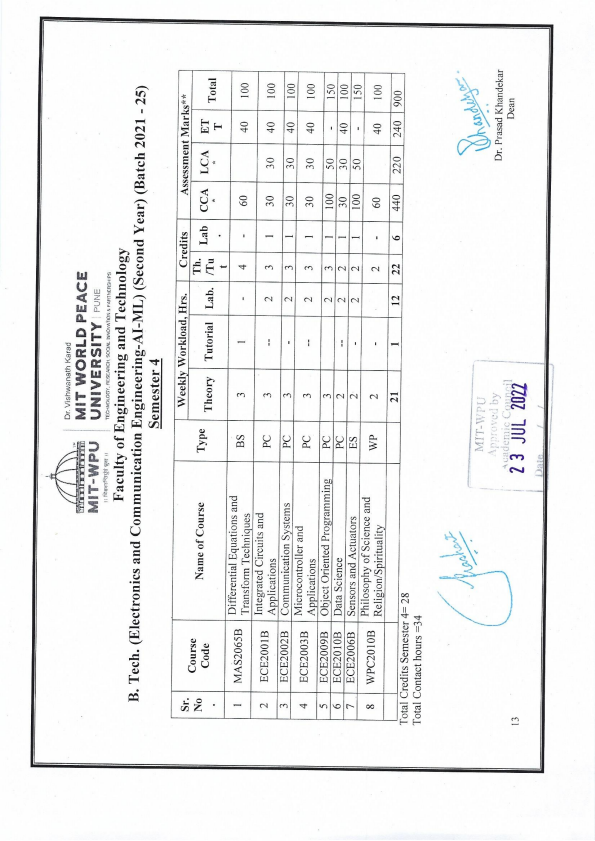 Dr. Vishwanath Karad
MIT WORLD PEACE
UNIVERSITY | PUNE
TECHNOLOGY, RESEARCH, SOCIAL INNOVATION & PARTNERSHIPS
MIT-WPU
॥ विश्वशान्तिर्ध्रुवं ध्रुवा ॥
Faculty of Engineering and Technology
B. Tech. (Electronics and Communication Engineering-AI-ML) (Second Year) (Batch 2021 - 25)
Semester 4
Sr. No . Course Code Name of Course Type Weekly Workload, Hrs. Credits Assessment Marks**
Theory Tutorial Lab. Th. /Tu t Lab . CCA * LCA * ET T Total
1 MAS2065B Differential Equations and Transform Techniques BS 3 1 - 4 - 60 40 100
2 ECE2001B Integrated Circuits and Applications PC 3 -- 2 3 1 30 30 40 100
3 ECE2002B Communication Systems PC 3 - 2 3 1 30 30 40 100
4 ECE2003B Microcontroller and Applications PC 3 -- 2 3 1 30 30 40 100
5 ECE2009B Object Oriented Programming PC 3 2 3 1 100 50 - 150
6 ECE2010B Data Science PC 2 -- 2 2 1 30 30 40 100
7 ECE2006B Sensors and Actuators ES 2 - 2 2 1 100 50 - 150
8 WPC2010B Philosophy of Science and Religion/Spirituality WP 2 - - 2 - 60 40 100
21 1 12 22 6 440 220 240 900
Total Credits Semester 4= 28
Total Contact hours =34
MIT-WPU
Approved by
Academic Council
23 JUL 2022
Date
Dr. Prasad Khandekar
Dean
13